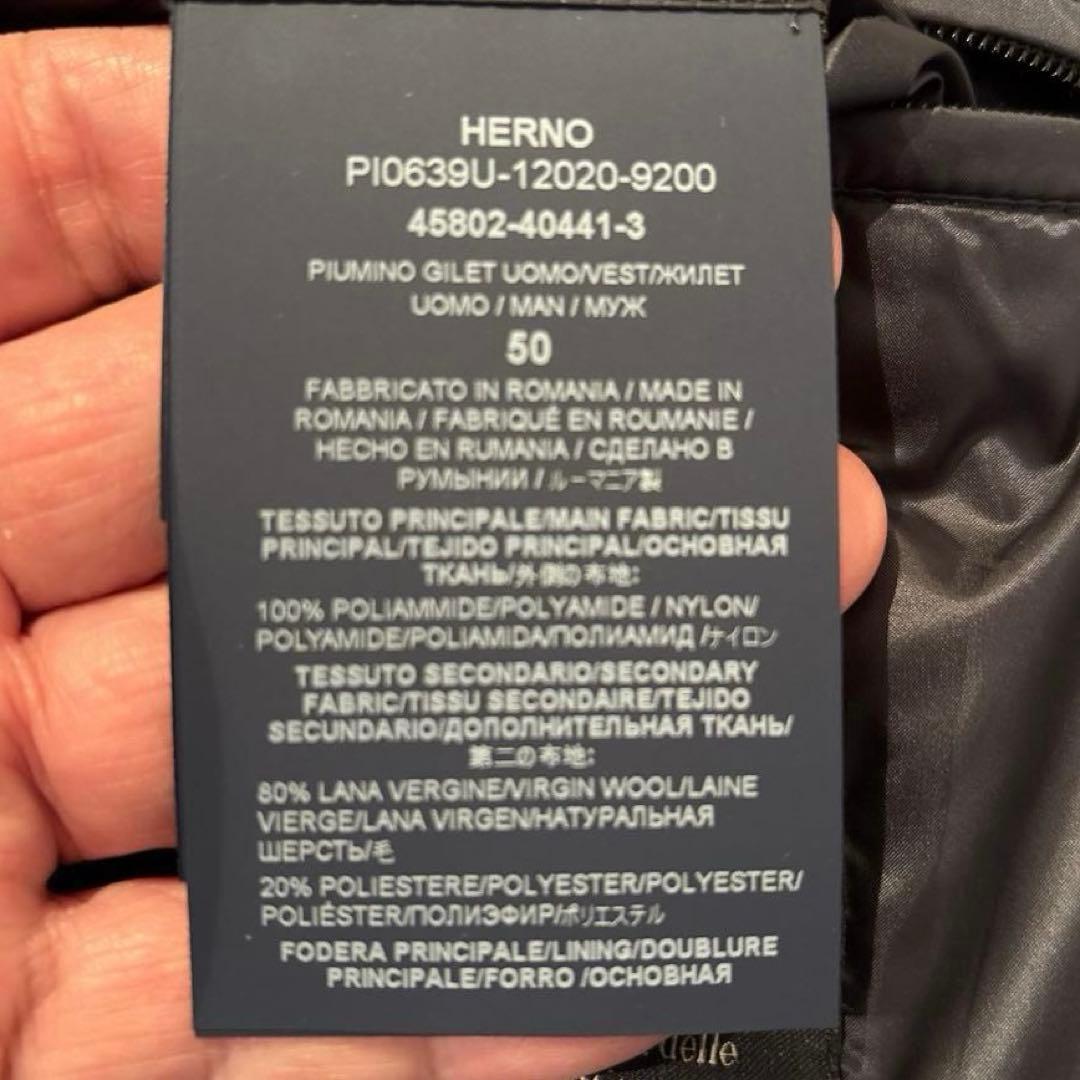 HERNO
PI0639U-12020-9200
45802-40441-3
PIUMINO GILET UOMO/VEST/ЖИЛЕТ
UOMO / MAN / МУЖ
50
FABBRICATO IN ROMANIA / MADE IN
ROMANIA / FABRIQUÉ EN ROUMANIE /
HECHO EN RUMANIA / СДЕЛАНО В
РУМЫНИИ / ルーマニア製
TESSUTO PRINCIPALE/MAIN FABRIC/TISSU
PRINCIPAL/TEJIDO PRINCIPAL/ОСНОВНАЯ
ТКАНЬ/外側の布地:
100% POLIAMMIDE/POLYAMIDE / NYLON/
POLYAMIDE/POLIAMIDA/ПОЛИАМИД /ナイロン
TESSUTO SECONDARIO/SECONDARY
FABRIC/TISSU SECONDAIRE/TEJIDO
SECUNDARIO/ДОПОЛНИТЕЛЬНАЯ ТКАНЬ/
第二の布地:
80% LANA VERGINE/VIRGIN WOOL/LAINE
VIERGE/LANA VIRGEN/НАТУРАЛЬНАЯ
ШЕРСТЬ/毛
20% POLIESTERE/POLYESTER/POLYESTER/
POLIÉSTER/ПОЛИЭФИР/ポリエステル
FODERA PRINCIPALE/LINING/DOUBLURE
PRINCIPALE/FORRO /ОСНОВНАЯ
delle